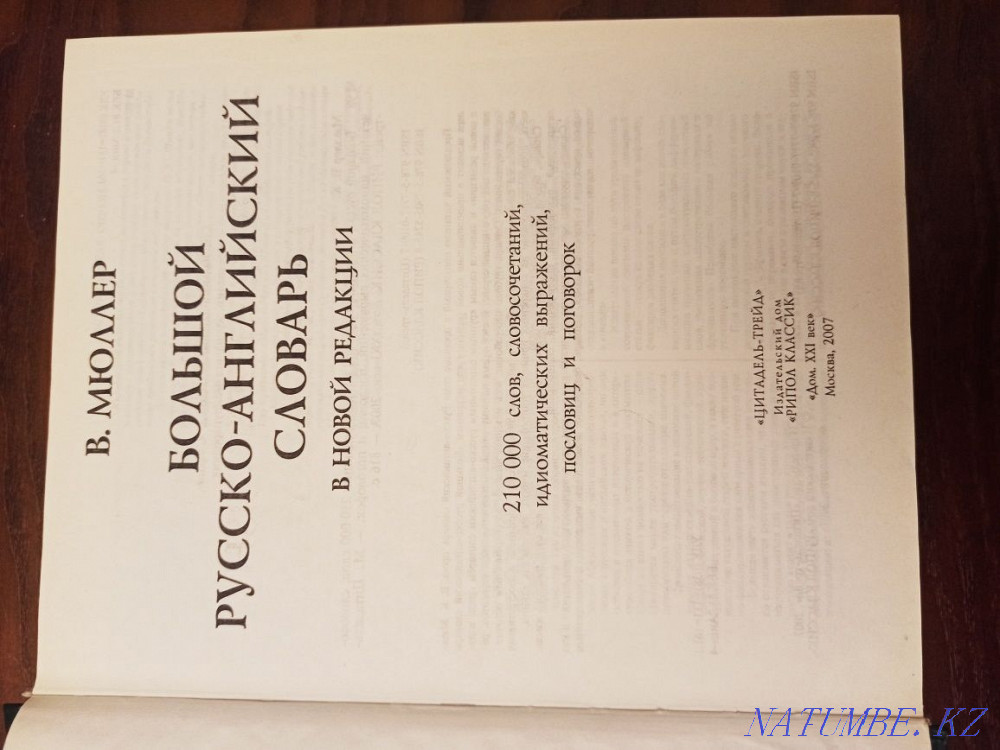 В. МЮЛЛЕР
БОЛЬШОЙ
РУССКО-АНГЛИЙСКИЙ
СЛОВАРЬ
В НОВОЙ РЕДАКЦИИ
210 000 слов, словосочетаний,
идиоматических выражений,
пословиц и поговорок
«ЦИТАДЕЛЬ-ТРЕЙД»
Издательский дом
«РИПОЛ КЛАССИК»
«Дом. XXI век»
Москва, 2007
NATUMBE.KZ